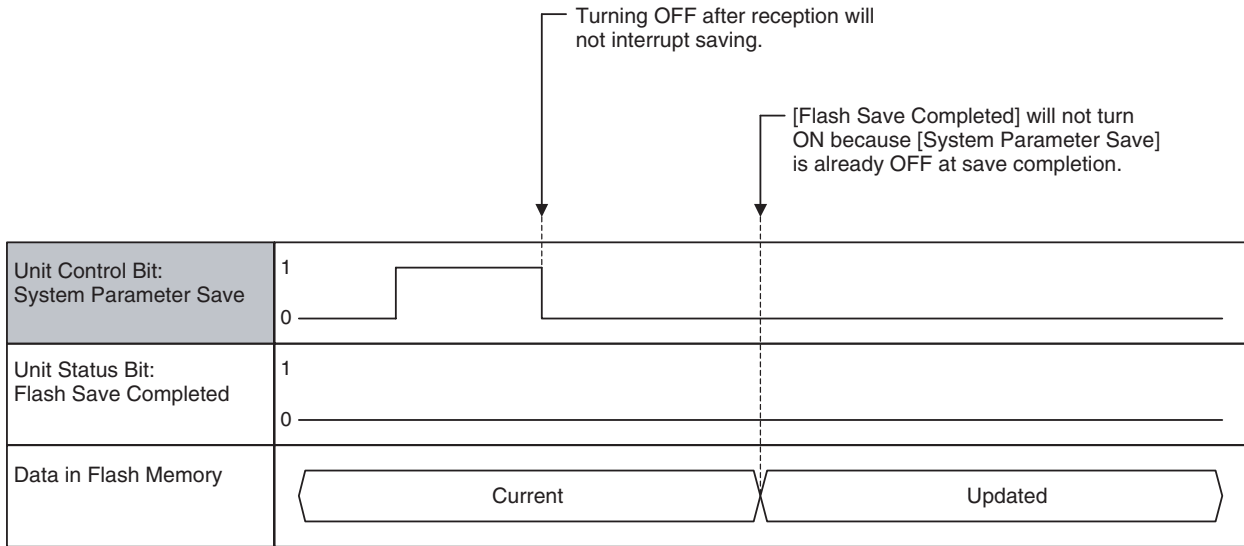 Turning OFF after reception will
not interrupt saving.
[Flash Save Completed] will not turn
ON because [System Parameter Save]
is already OFF at save completion.
Unit Control Bit:
System Parameter Save
1
0
Unit Status Bit:
Flash Save Completed
1
0
Data in Flash Memory
Current
Updated